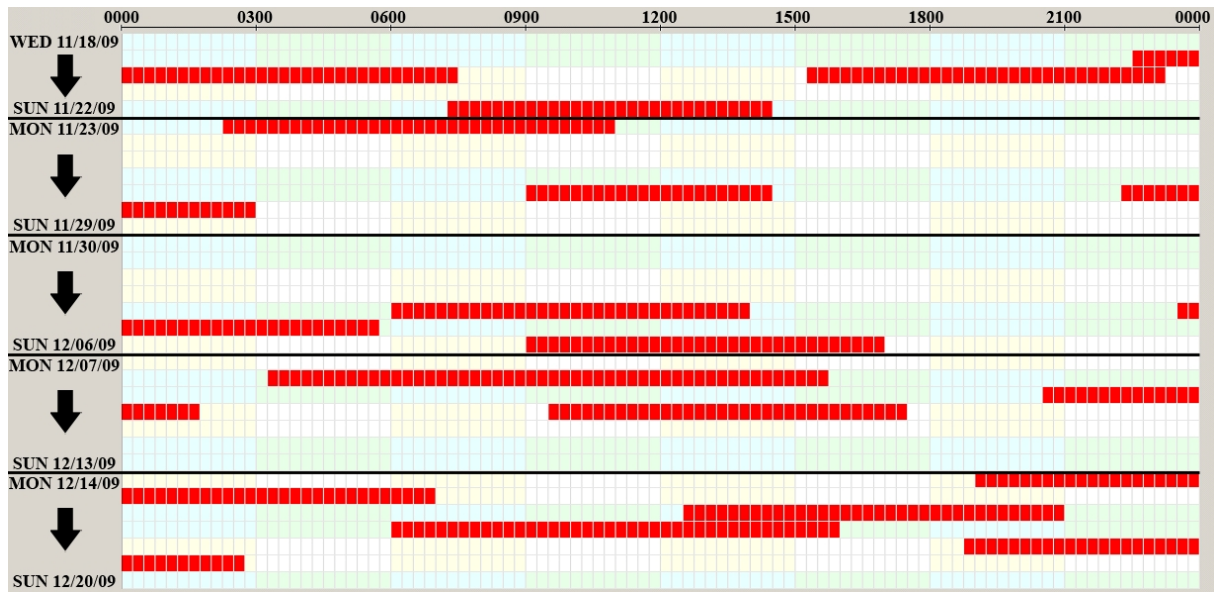 0000 0300 0600 0900 1200 1500 1800 2100 0000
WED 11/18/09
SUN 11/22/09
MON 11/23/09
SUN 11/29/09
MON 11/30/09
SUN 12/06/09
MON 12/07/09
SUN 12/13/09
MON 12/14/09
SUN 12/20/09